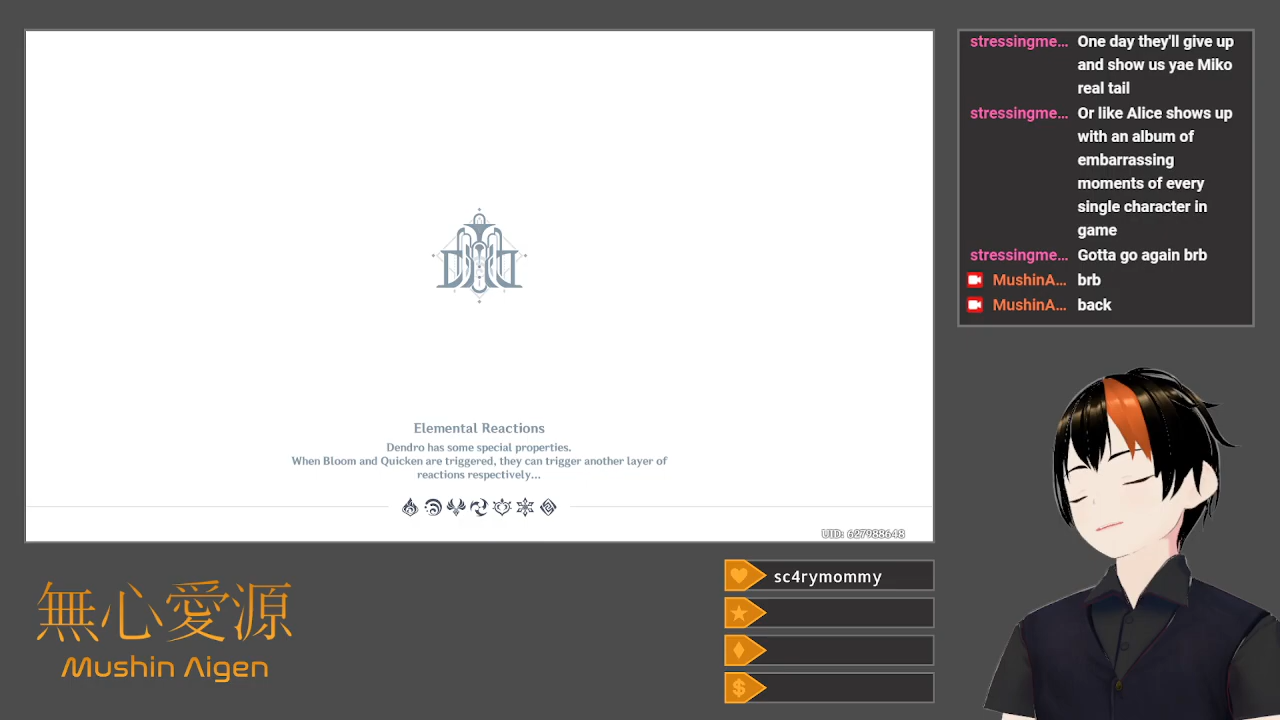 stressingme... One day they'll give up
and show us yae Miko
real tail
stressingme... Or like Alice shows up
with an album of
embarrassing
moments of every
single character in
game
stressingme... Gotta go again brb
MushinA... brb
MushinA... back
Elemental Reactions
Dendro has some special properties.
When Bloom and Quicken are triggered, they can trigger another layer of
reactions respectively...
UID: 627988648
sc4rymommy
無心愛源
Mushin Aigen